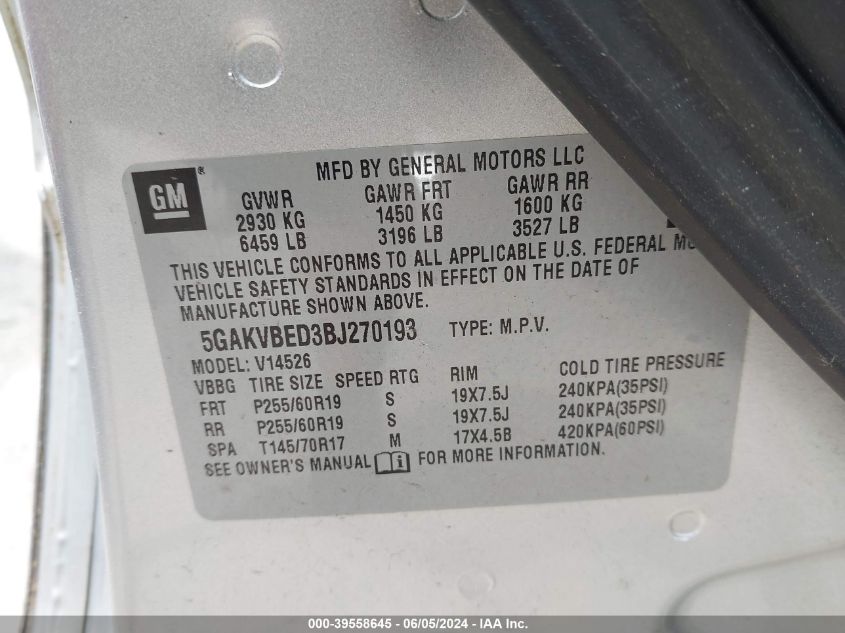 GM®
MFD BY GENERAL MOTORS LLC
GVWR GAWR FRT GAWR RR
2930 KG 1450 KG 1600 KG
6459 LB 3196 LB 3527 LB
THIS VEHICLE CONFORMS TO ALL APPLICABLE U.S. FEDERAL
VEHICLE SAFETY STANDARDS IN EFFECT ON THE DATE OF
MANUFACTURE SHOWN ABOVE.
5GAKVBED3BJ270193 TYPE: M.P.V.
MODEL: V14526
VBBG TIRE SIZE SPEED RTG RIM COLD TIRE PRESSURE
FRT P255/60R19 S 19X7.5J 240KPA(35PSI)
RR P255/60R19 S 19X7.5J 240KPA(35PSI)
SPA T145/70R17 M 17X4.5B 420KPA(60PSI)
SEE OWNER'S MANUAL i FOR MORE INFORMATION.
000-39558645 - 06/05/2024 - IAA Inc.